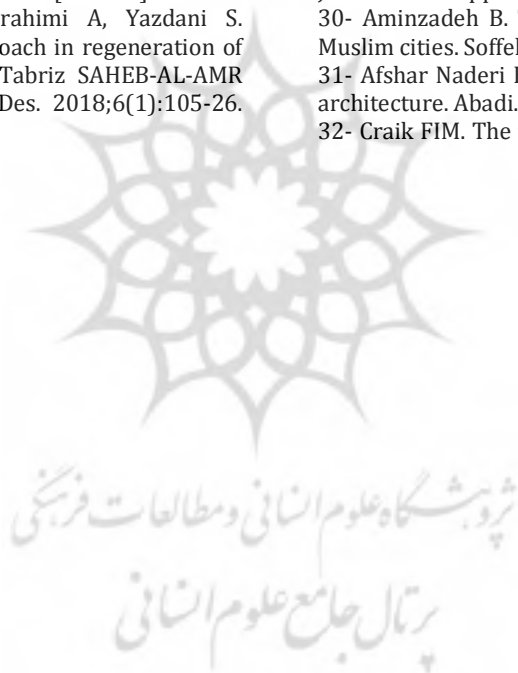 rahimi A, Yazdani S.
oach in regeneration of
Tabriz SAHEB-AL-AMR
Des. 2018;6(1):105-26.
30- Aminzadeh B.
Muslim cities. Soffel
31- Afshar Naderi
architecture. Abadi.
32- Craik FIM. The
پژوهشگاه علوم انسانی و مطالعات فرهنگی
پرتال جامع علوم انسانی